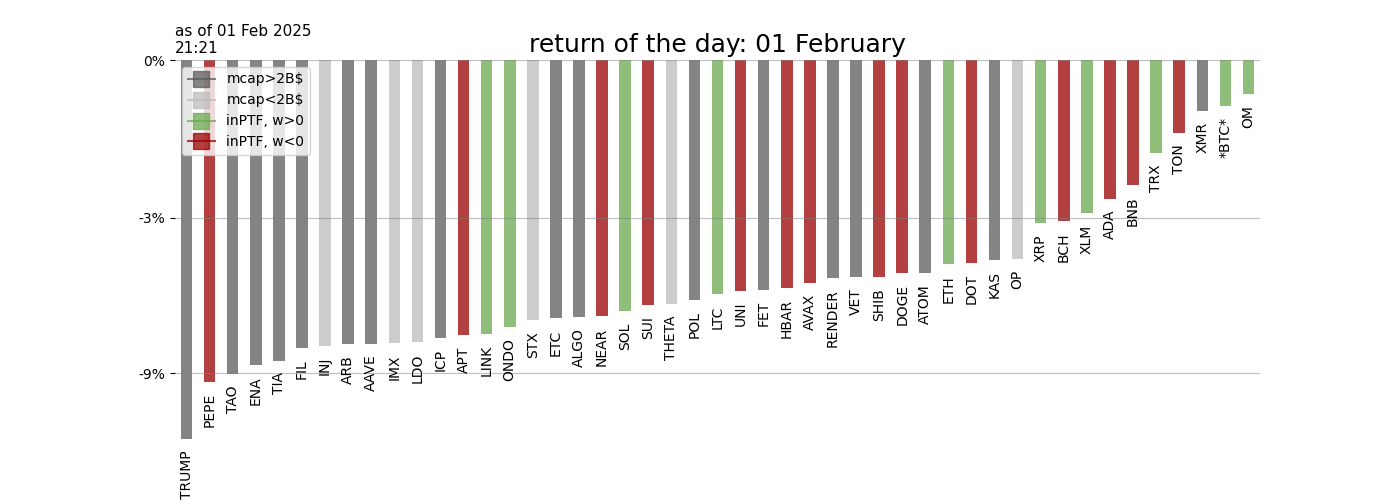 as of 01 Feb 2025
21:21
return of the day: 01 February
0%
-3%
-9%
mcap>2B$
mcap<2B$
inPTF, w>0
inPTF, w<0
TRUMP
PEPE
TAO
ENA
TIA
FIL
INJ
ARB
AAVE
IMX
LDO
ICP
APT
LINK
ONDO
STX
ETC
ALGO
NEAR
SOL
SUI
THETA
POL
LTC
UNI
FET
HBAR
AVAX
RENDER
VET
SHIB
DOGE
ATOM
ETH
DOT
KAS
OP
XRP
BCH
XLM
ADA
BNB
TRX
TON
XMR
*BTC*
OM